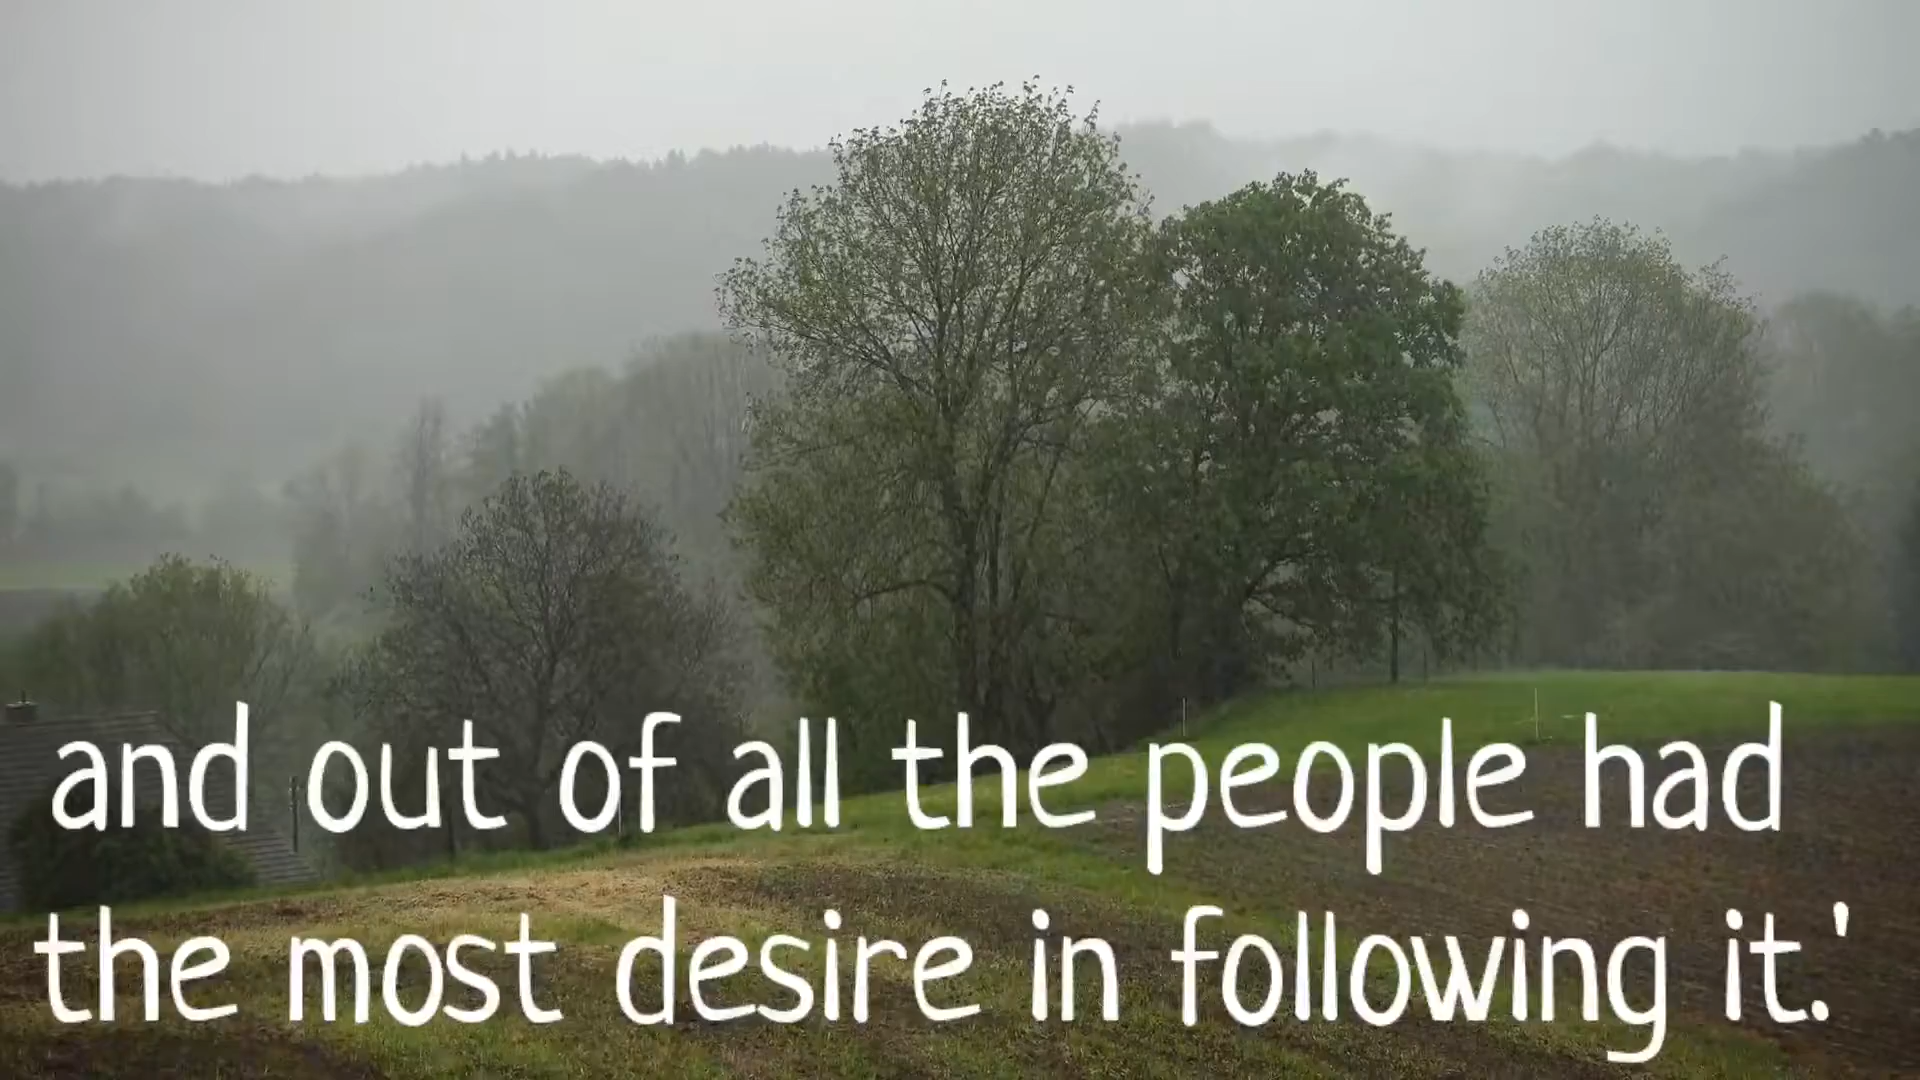 and out of all the people had
the most desire in following it.'